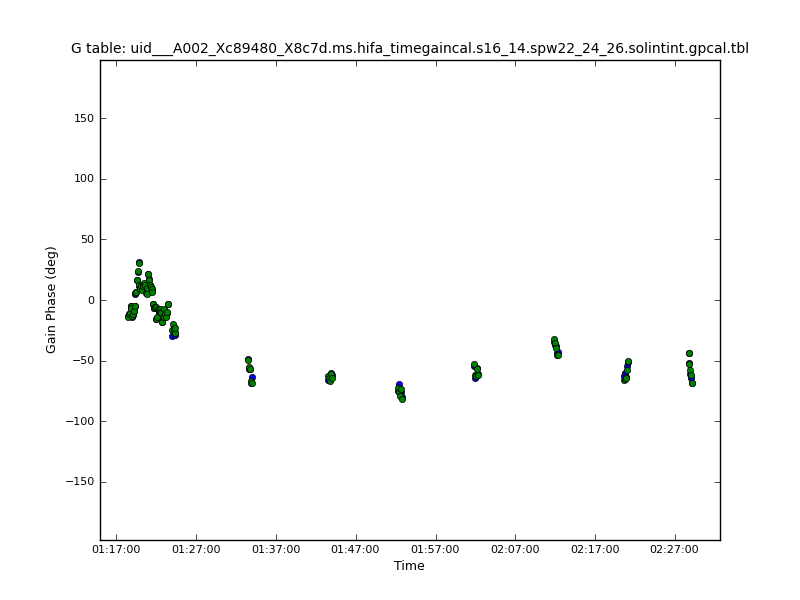 G table: uid___A002_Xc89480_X8c7d.ms.hifa_timegaincal.s16_14.spw22_24_26.solintint.gpcal.tbl
150
100
50
0
−50
−100
−150
Gain Phase (deg)
01:17:00 01:27:00 01:37:00 01:47:00 01:57:00 02:07:00 02:17:00 02:27:00
Time